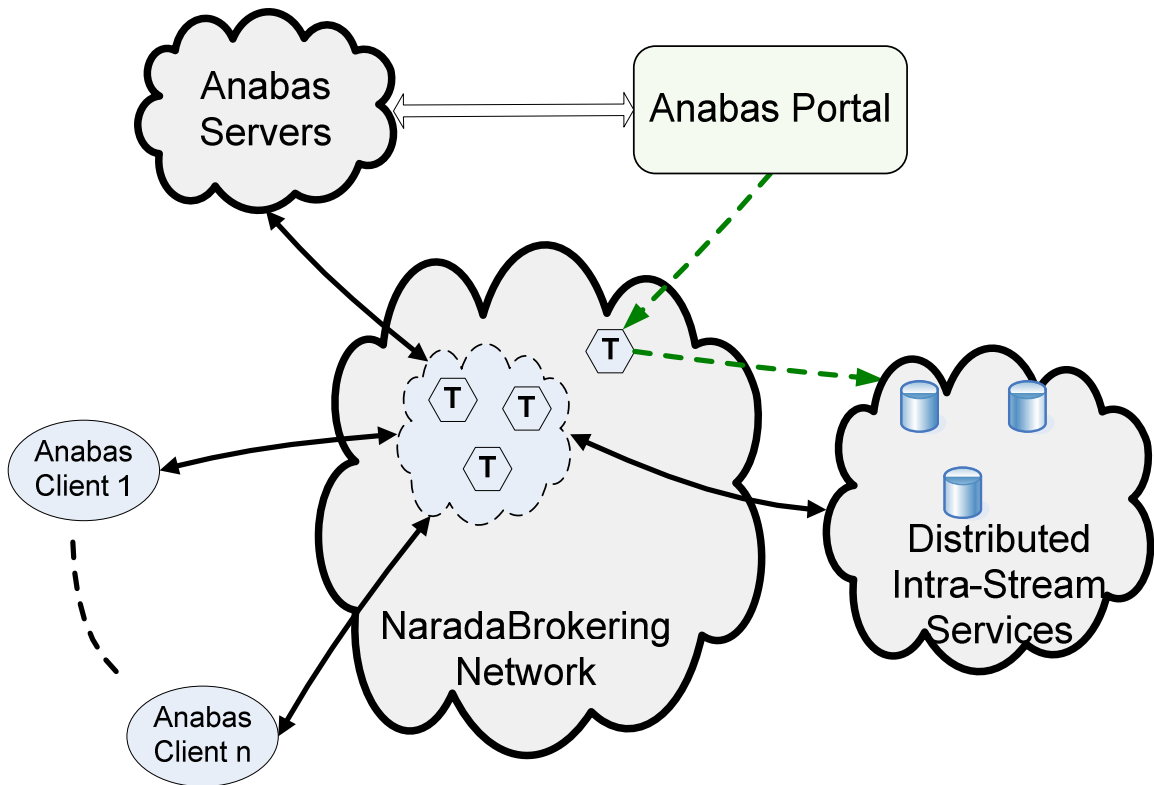 Anabas
Servers
Anabas Portal
T
T
T
T
Anabas
Client 1
Distributed
Intra-Stream
Services
NaradaBrokering
Network
Anabas
Client n